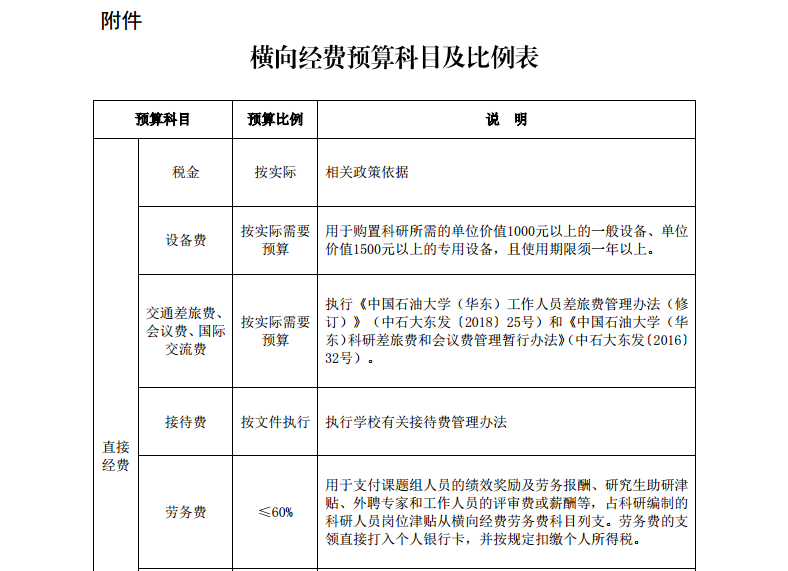 附件
横向经费预算科目及比例表
预算科目
预算比例
说 明
直接
经费
税金
按实际
相关政策依据
设备费
按实际需要
预算
用于购置科研所需的单位价值1000元以上的一般设备、单位
价值1500元以上的专用设备，且使用期限须一年以上。
交通差旅费、
会议费、国际
交流费
按实际需要
预算
执行《中国石油大学（华东）工作人员差旅费管理办法（修
订）》（中石大东发〔2018〕25号）和《中国石油大学（华
东）科研差旅费和会议费管理暂行办法》（中石大东发〔2016〕
32号）。
接待费
按文件执行
执行学校有关接待费管理办法
劳务费
≤60%
用于支付课题组人员的绩效奖励及劳务报酬、研究生助研津
贴、外聘专家和工作人员的评审费或薪酬等，占科研编制的
科研人员岗位津贴从横向经费劳务费科目列支。劳务费的支
领直接打入个人银行卡，并按规定扣缴个人所得税。